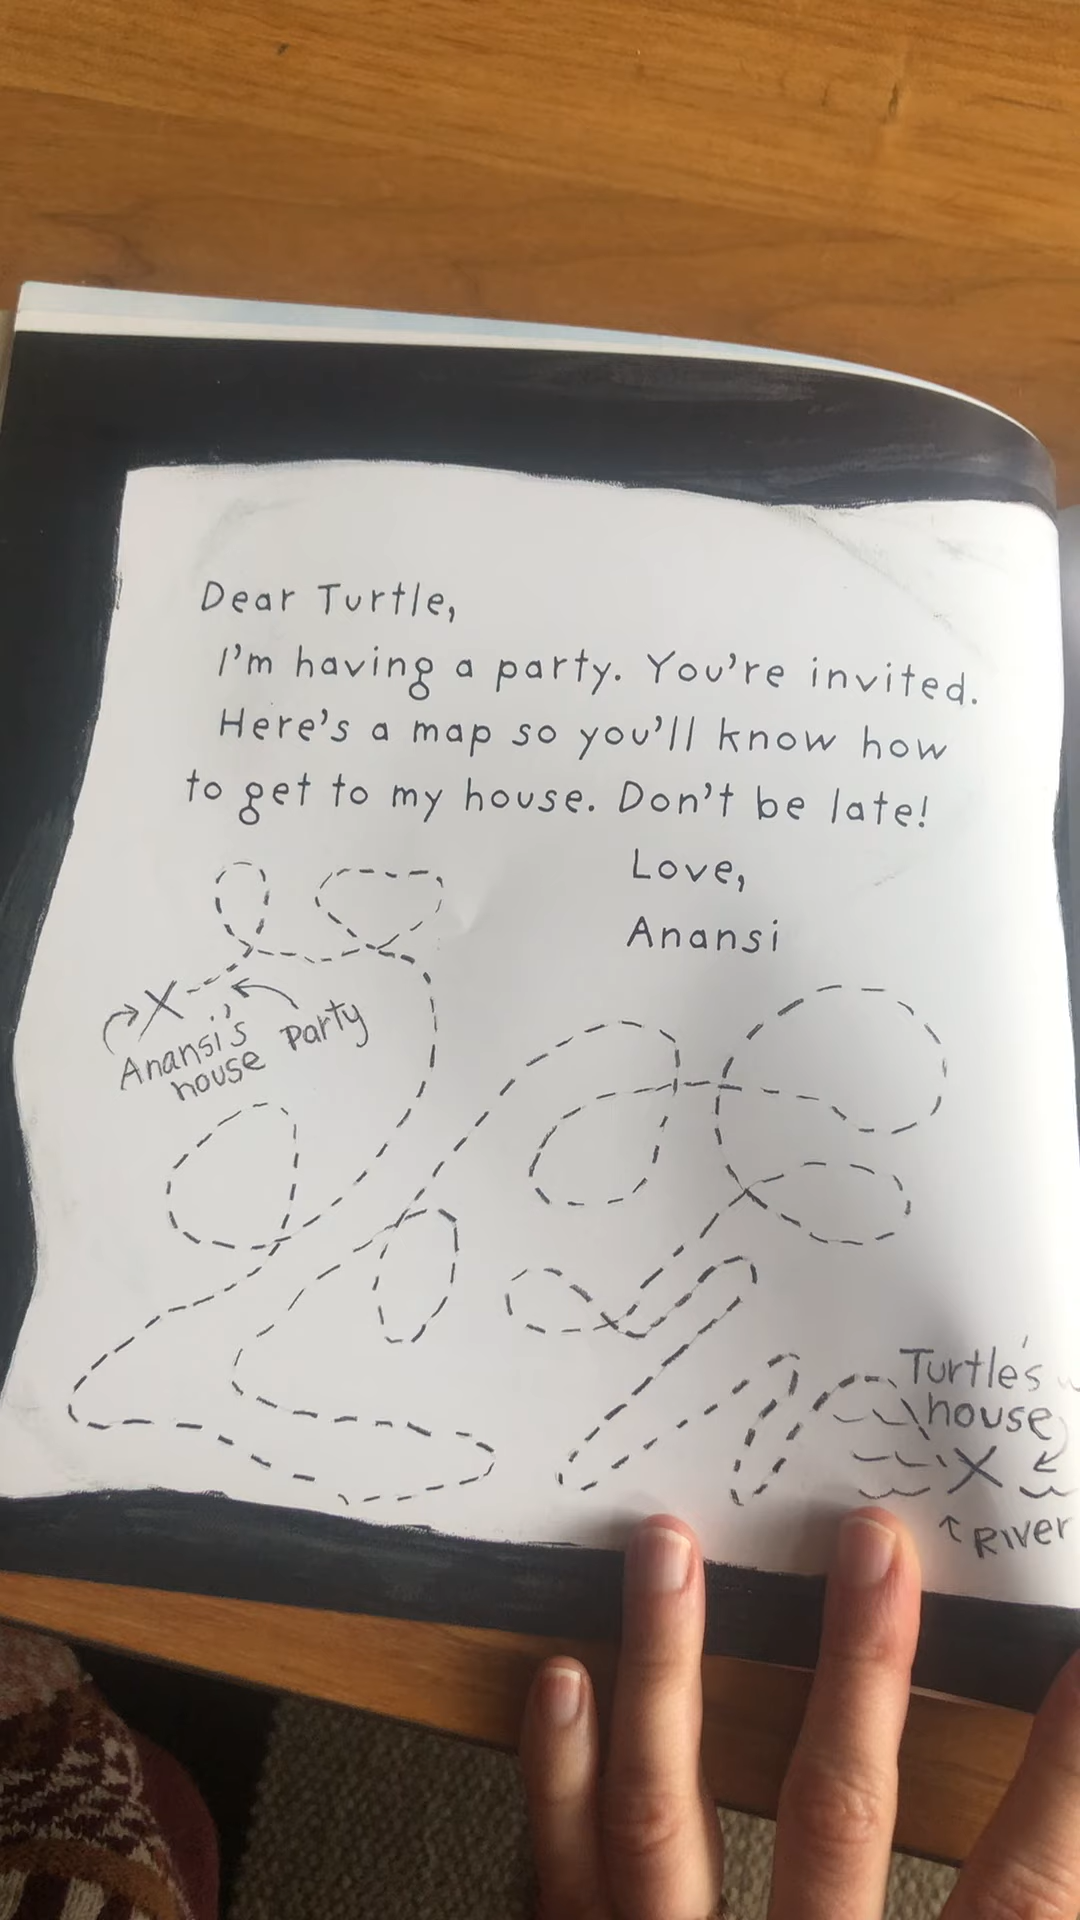 Dear Turtle,
I'm having a party. You're invited.
Here's a map so you'll know how
to get to my house. Don't be late!
Love,
Anansi
Anansi's
house
party
Turtle's
house
River